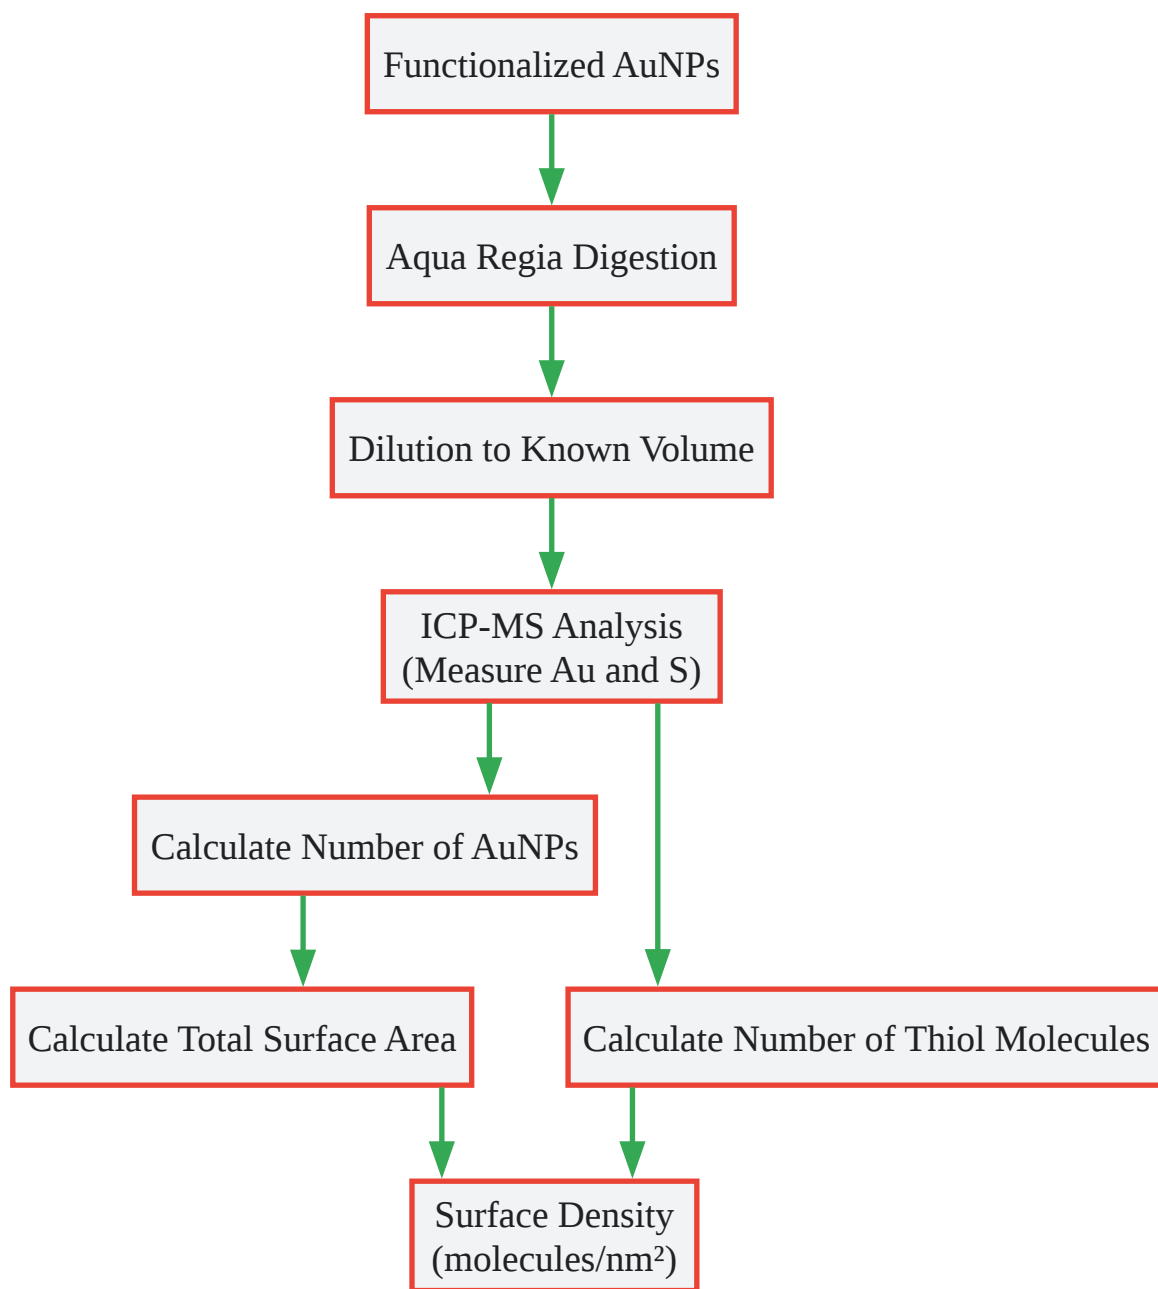 Functionalized AuNPs
Aqua Regia Digestion
Dilution to Known Volume
ICP-MS Analysis
(Measure Au and S)
Calculate Number of AuNPs
Calculate Total Surface Area
Calculate Number of Thiol Molecules
Surface Density
(molecules/nm²)